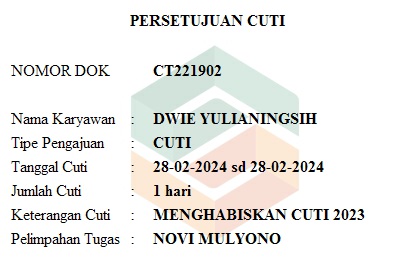 PERSETUJUAN CUTI
NOMOR DOK CT221902
Nama Karyawan : DWIE YULIANINGSIH
Tipe Pengajuan : CUTI
Tanggal Cuti : 28-02-2024 sd 28-02-2024
Jumlah Cuti : 1 hari
Keterangan Cuti : MENGHABISKAN CUTI 2023
Pelimpahan Tugas : NOVI MULYONO